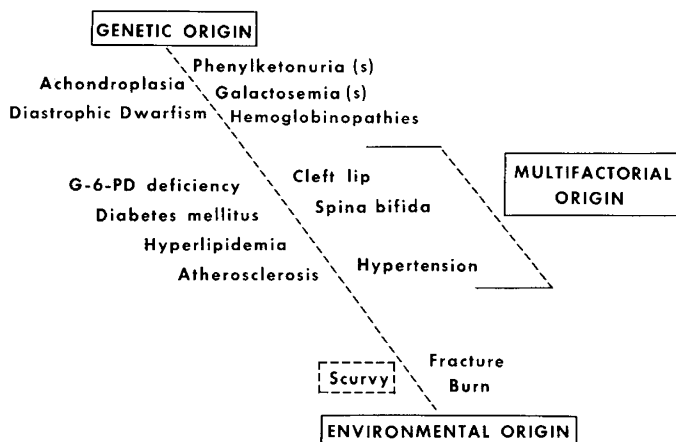 GENETIC ORIGIN
Phenylketonuria (s)
Achondroplasia
Galactosemia (s)
Diastrophic Dwarfism
Hemoglobinopathies
Cleft lip
MULTIFACTORIAL
ORIGIN
G-6-PD deficiency
Spina bifida
Diabetes mellitus
Hyperlipidemia
Hypertension
Atherosclerosis
Fracture
Scurvy
Burn
ENVIRONMENTAL ORIGIN